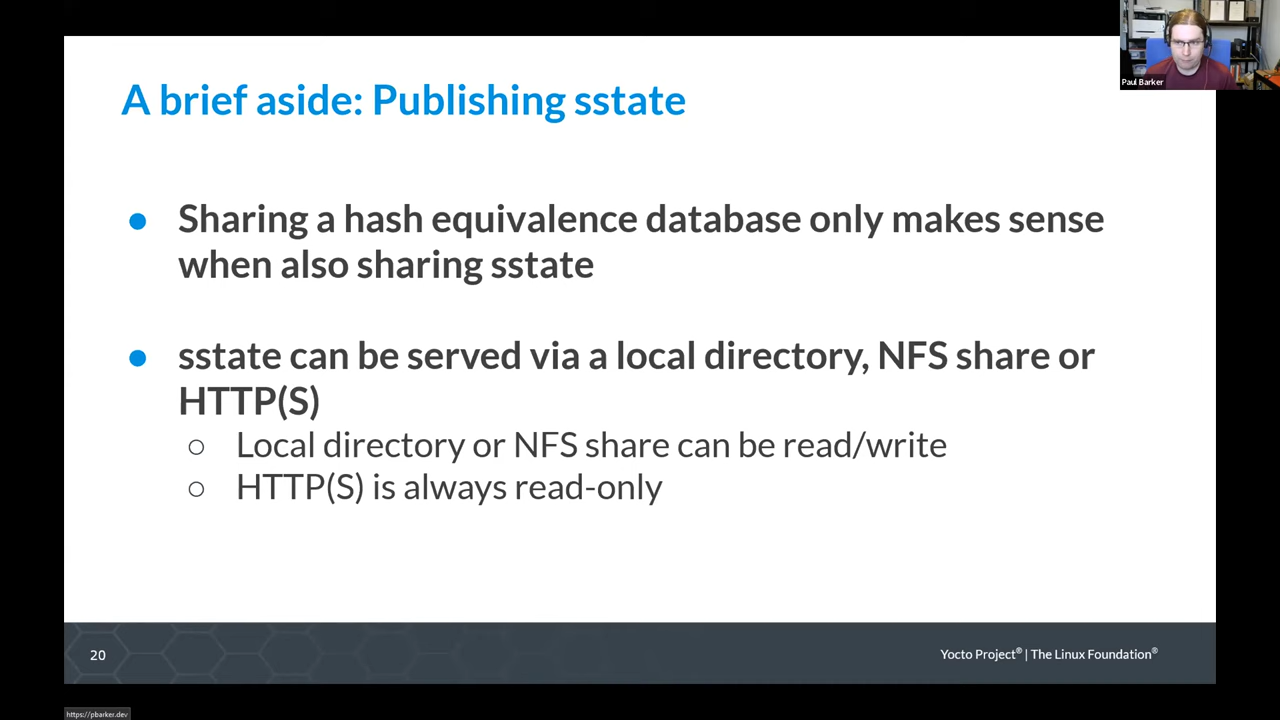 Paul Barker
A brief aside: Publishing sstate
● Sharing a hash equivalence database only makes sense
when also sharing sstate
● sstate can be served via a local directory, NFS share or
HTTP(S)
○ Local directory or NFS share can be read/write
○ HTTP(S) is always read-only
20
Yocto Project® | The Linux Foundation®
https://pbarker.dev